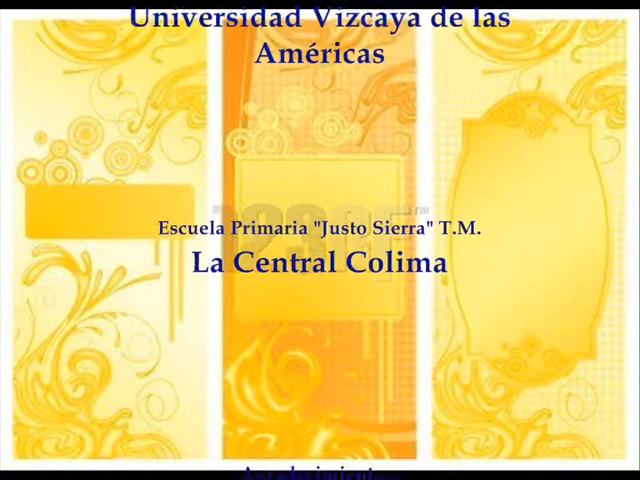 Universidad Vizcaya de las
Américas
Escuela Primaria "Justo Sierra" T.M.
La Central Colima